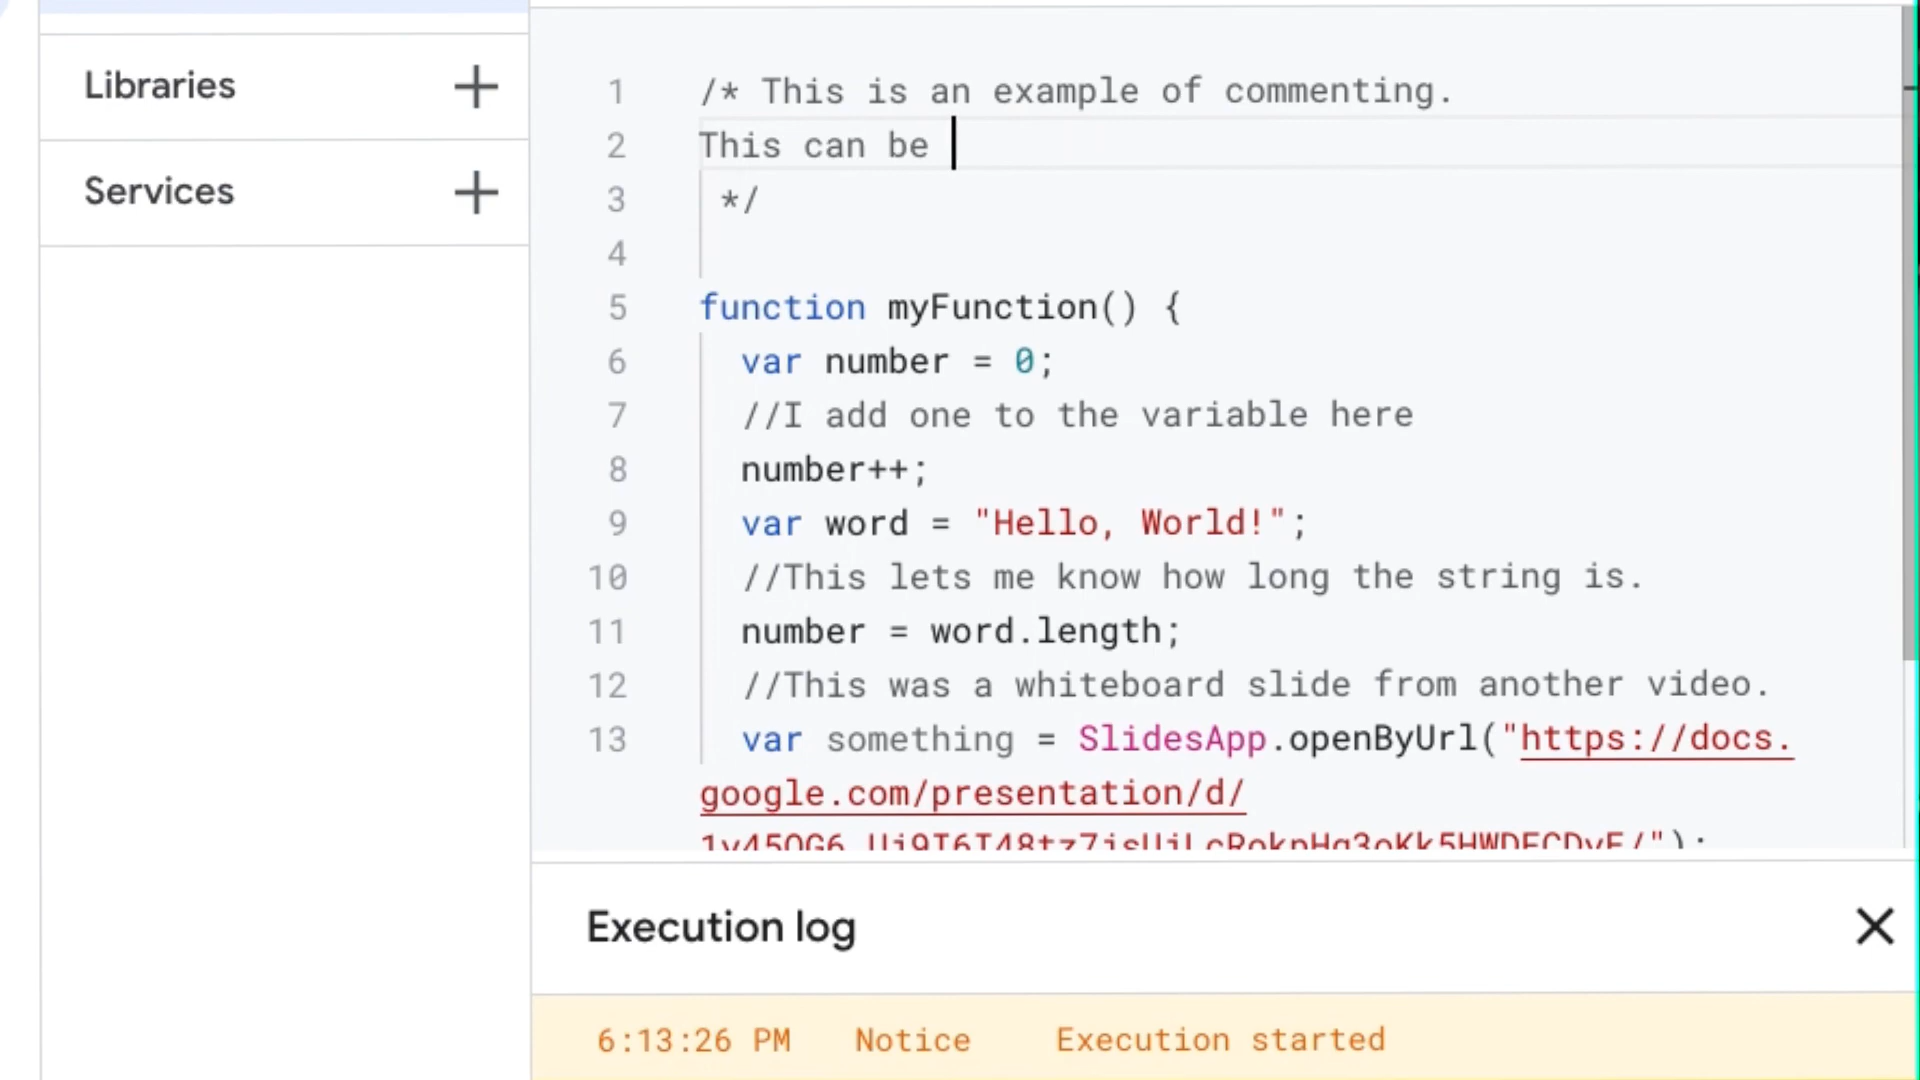 Libraries +
Services +
1 /* This is an example of commenting.
2 This can be
3 */
4
5 function myFunction() {
6 var number = 0;
7 //I add one to the variable here
8 number++;
9 var word = "Hello, World!";
10 //This lets me know how long the string is.
11 number = word.length;
12 //This was a whiteboard slide from another video.
13 var something = SlidesApp.openByUrl("https://docs.
google.com/presentation/d/
Execution log
6:13:26 PM Notice Execution started